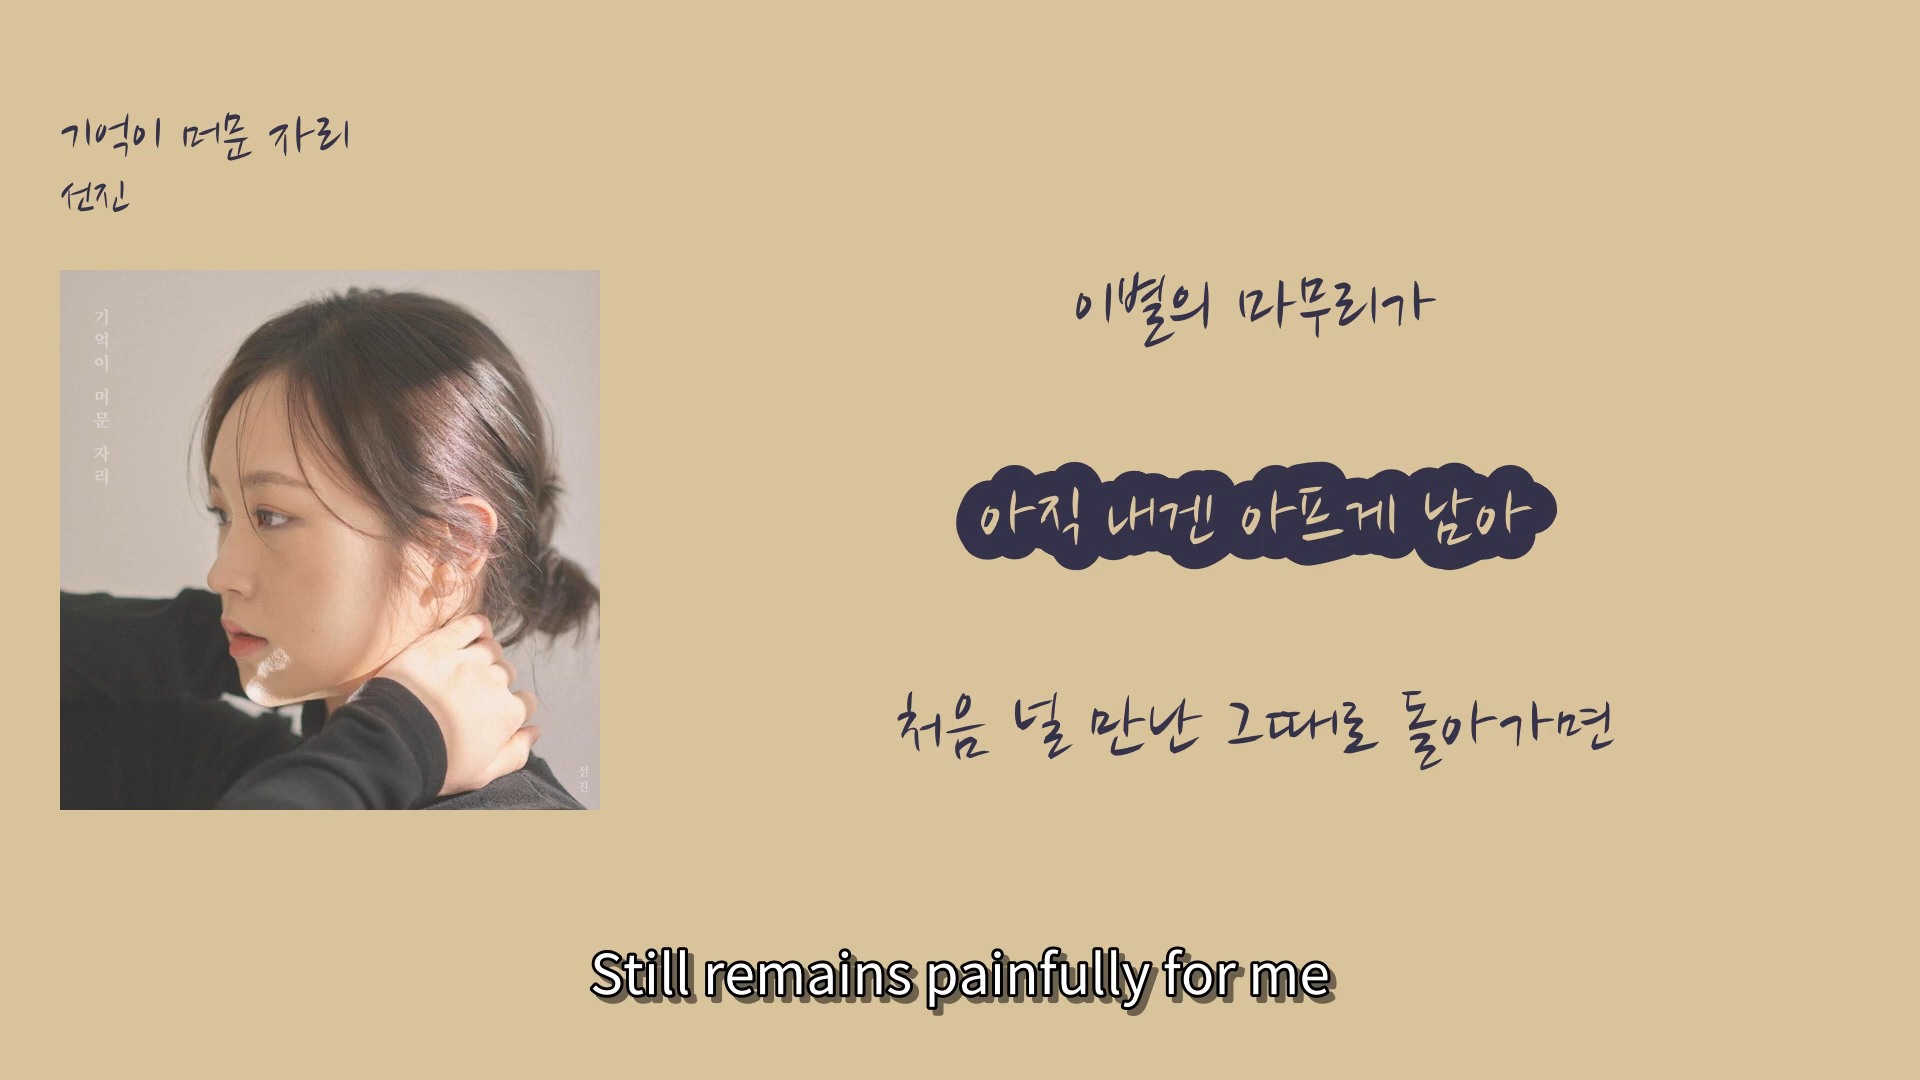 기억이 머문 자리
선진
기억이 머문 자리
선진
이별의 마무리가
아직 내겐 아프게 남아
처음 널 만난 그때로 돌아가면
Still remains painfully for me